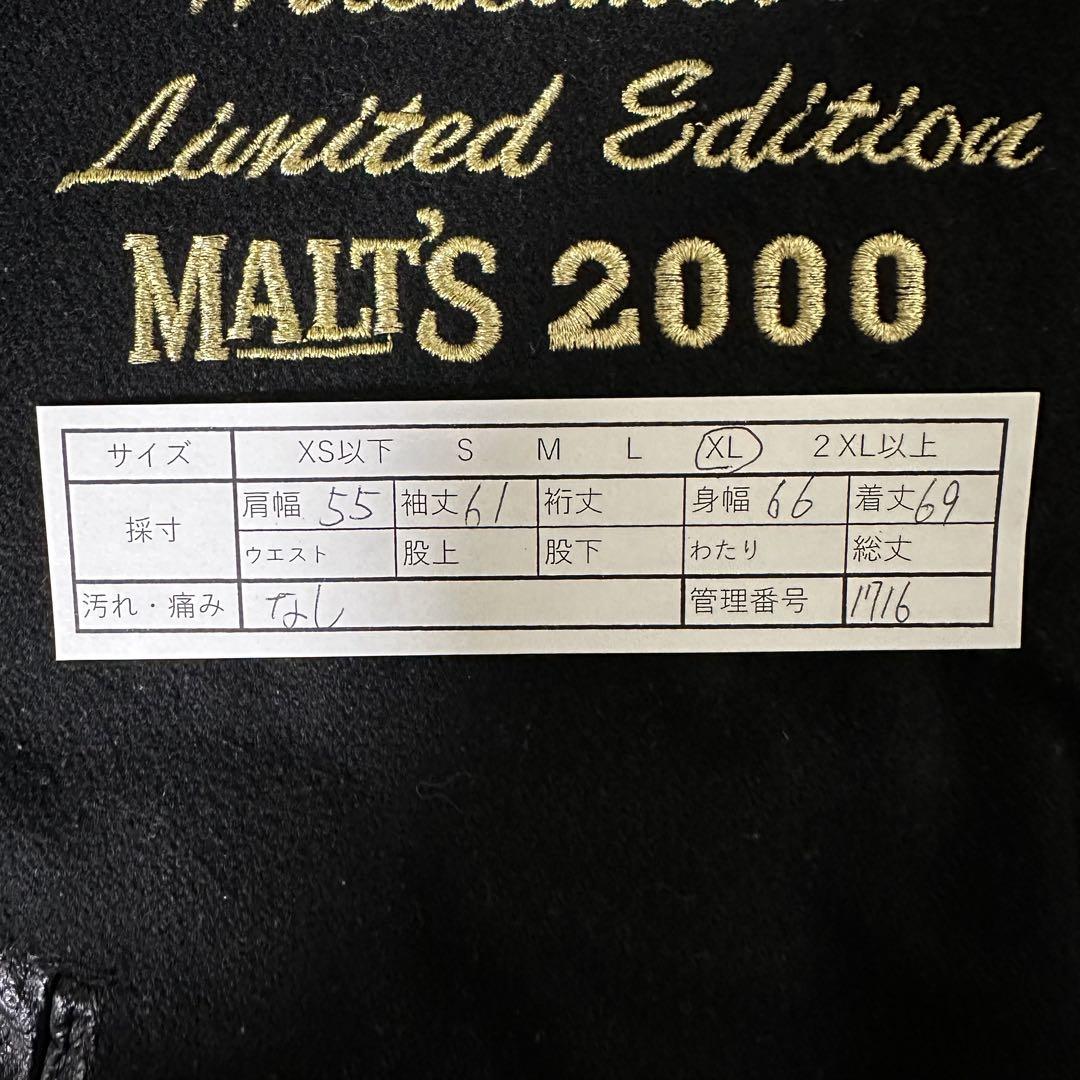 Limited Edition
MALT'S 2000
サイズ XS以下 S M L XL 2XL以上
採寸 肩幅 55 袖丈 61 裄丈 身幅 66 着丈 69
ウエスト 股上 股下 わたり 総丈
汚れ・痛み なし 管理番号 1716